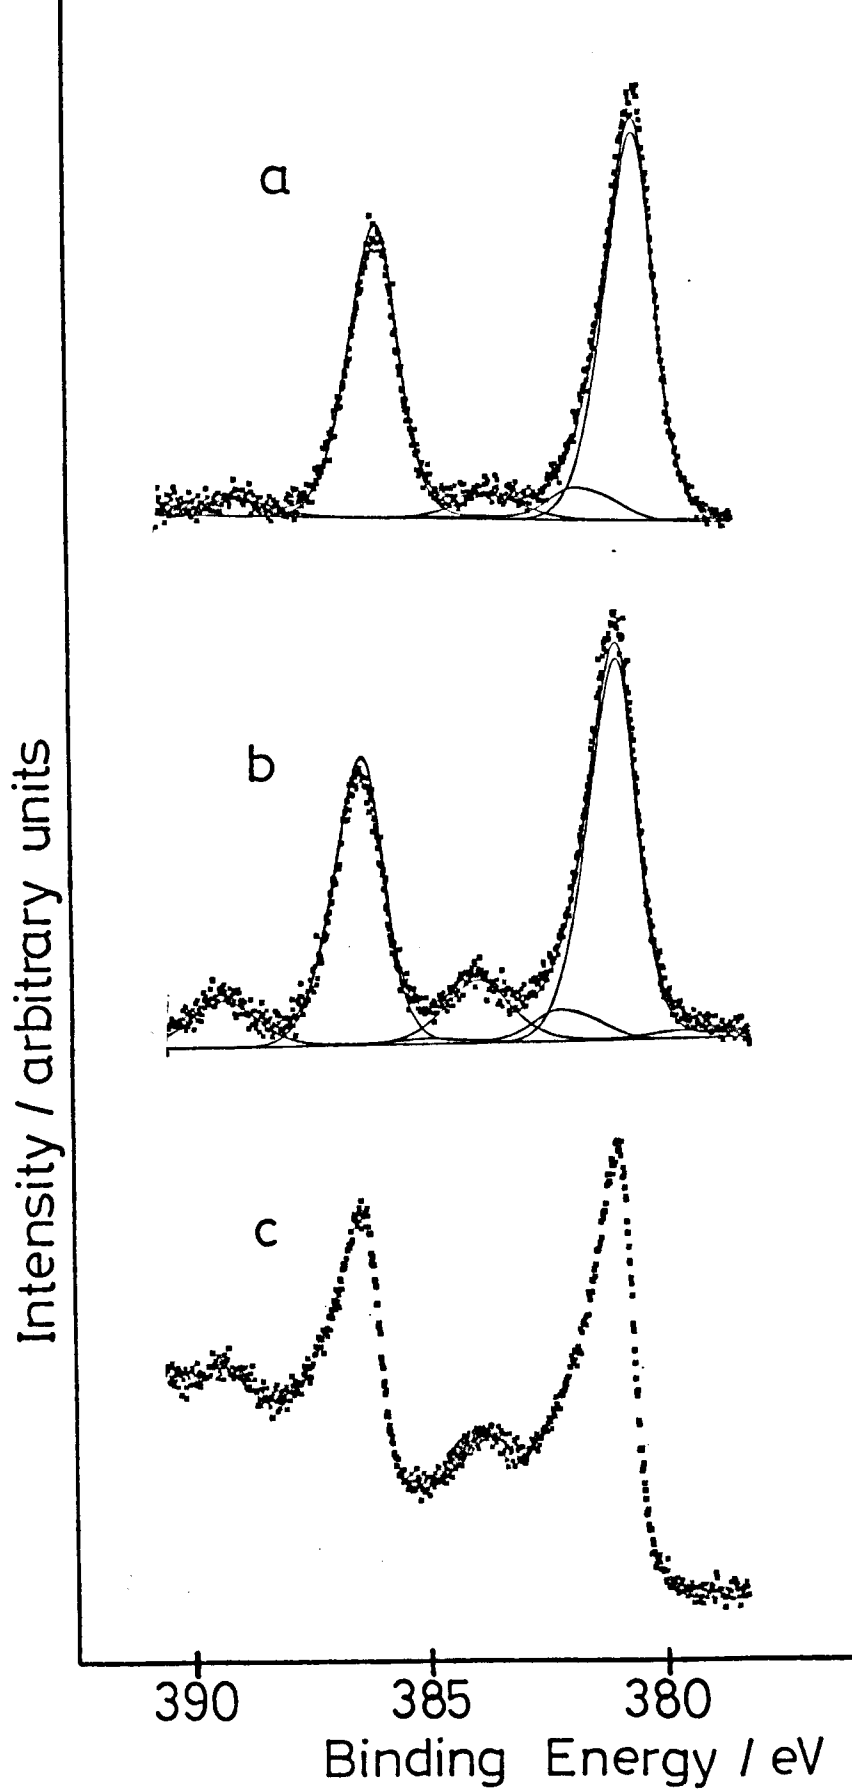 a
b
c
Intensity / arbitrary units
390 385 380
Binding Energy / eV